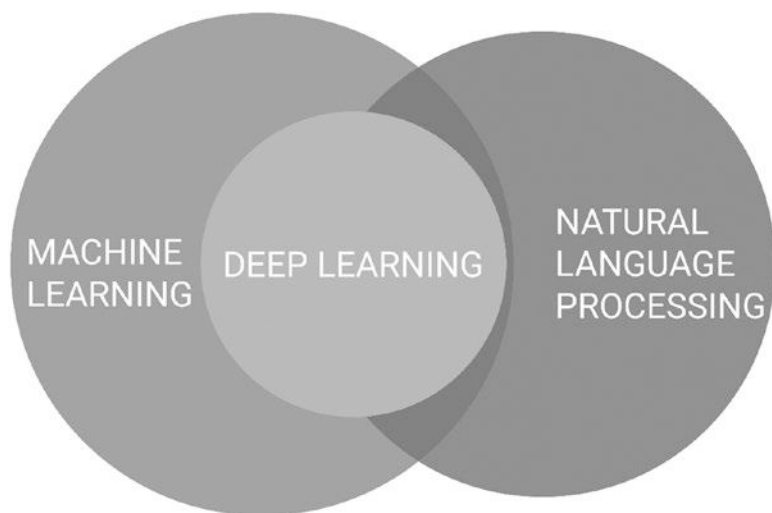 MACHINE
LEARNING
DEEP LEARNING
NATURAL
LANGUAGE
PROCESSING